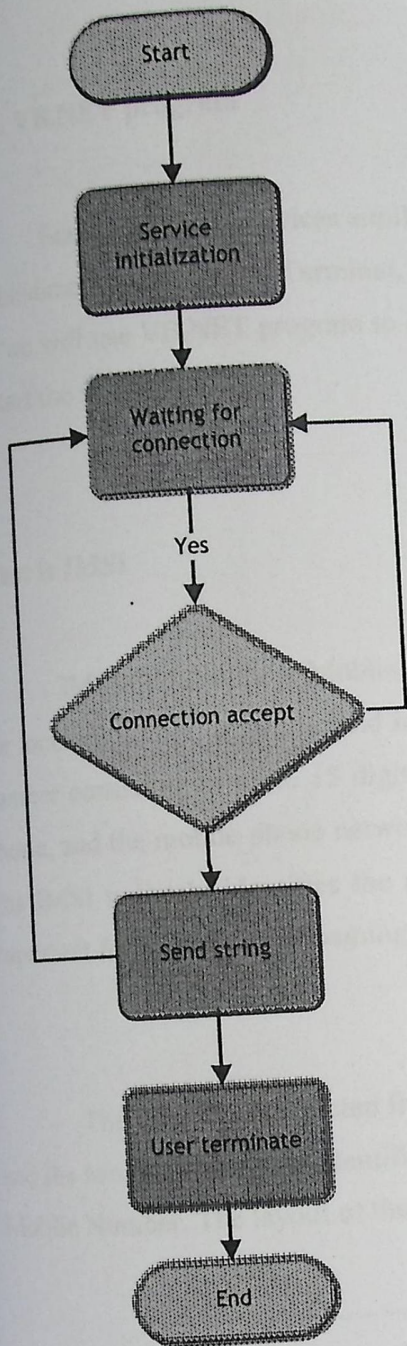 Start
Service
initialization
Waiting for
connection
Yes
Connection accept
Send string
User terminate
End